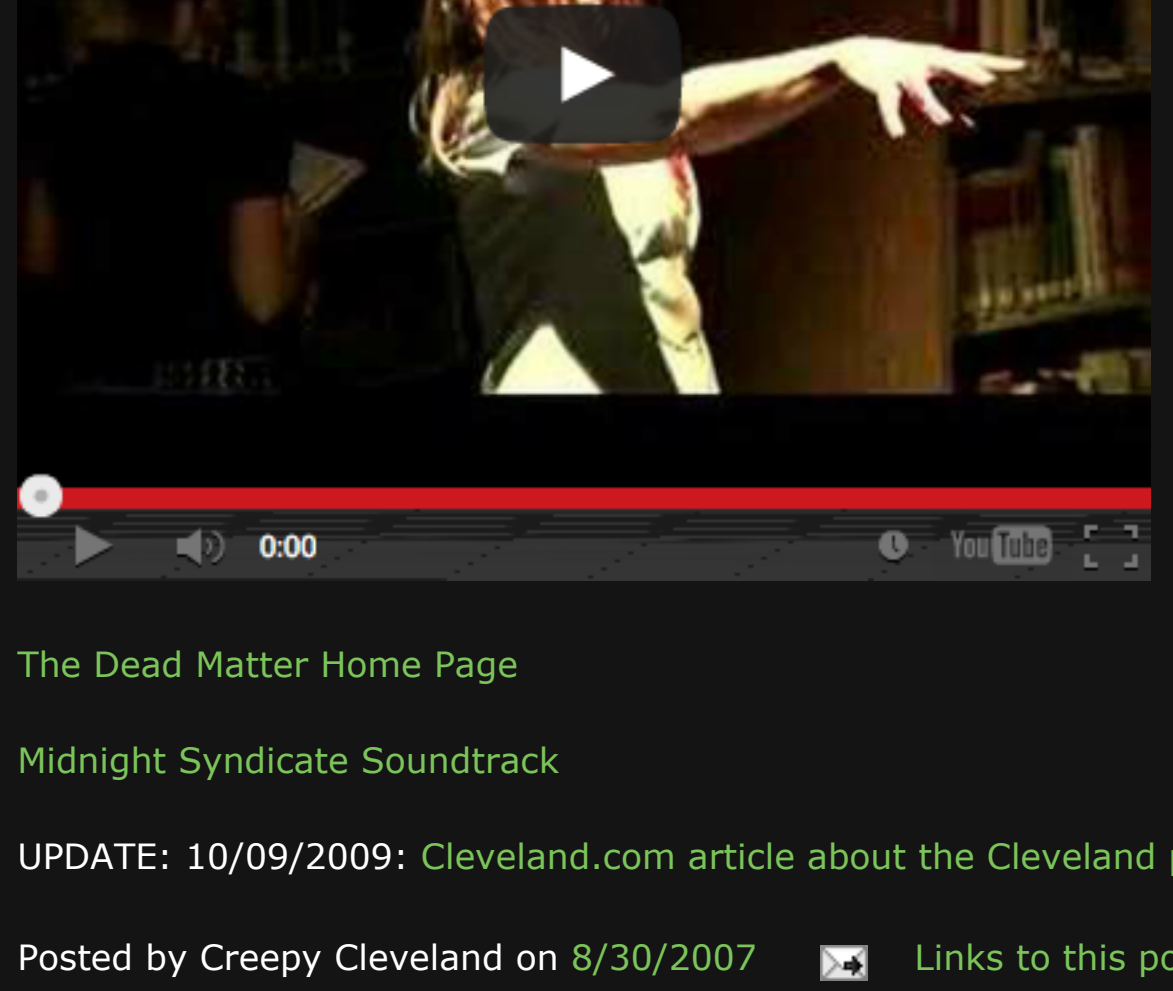 0:00
YouTube
The Dead Matter Home Page
Midnight Syndicate Soundtrack
UPDATE: 10/09/2009: Cleveland.com article about the Cleveland
Posted by Creepy Cleveland on 8/30/2007 Links to this